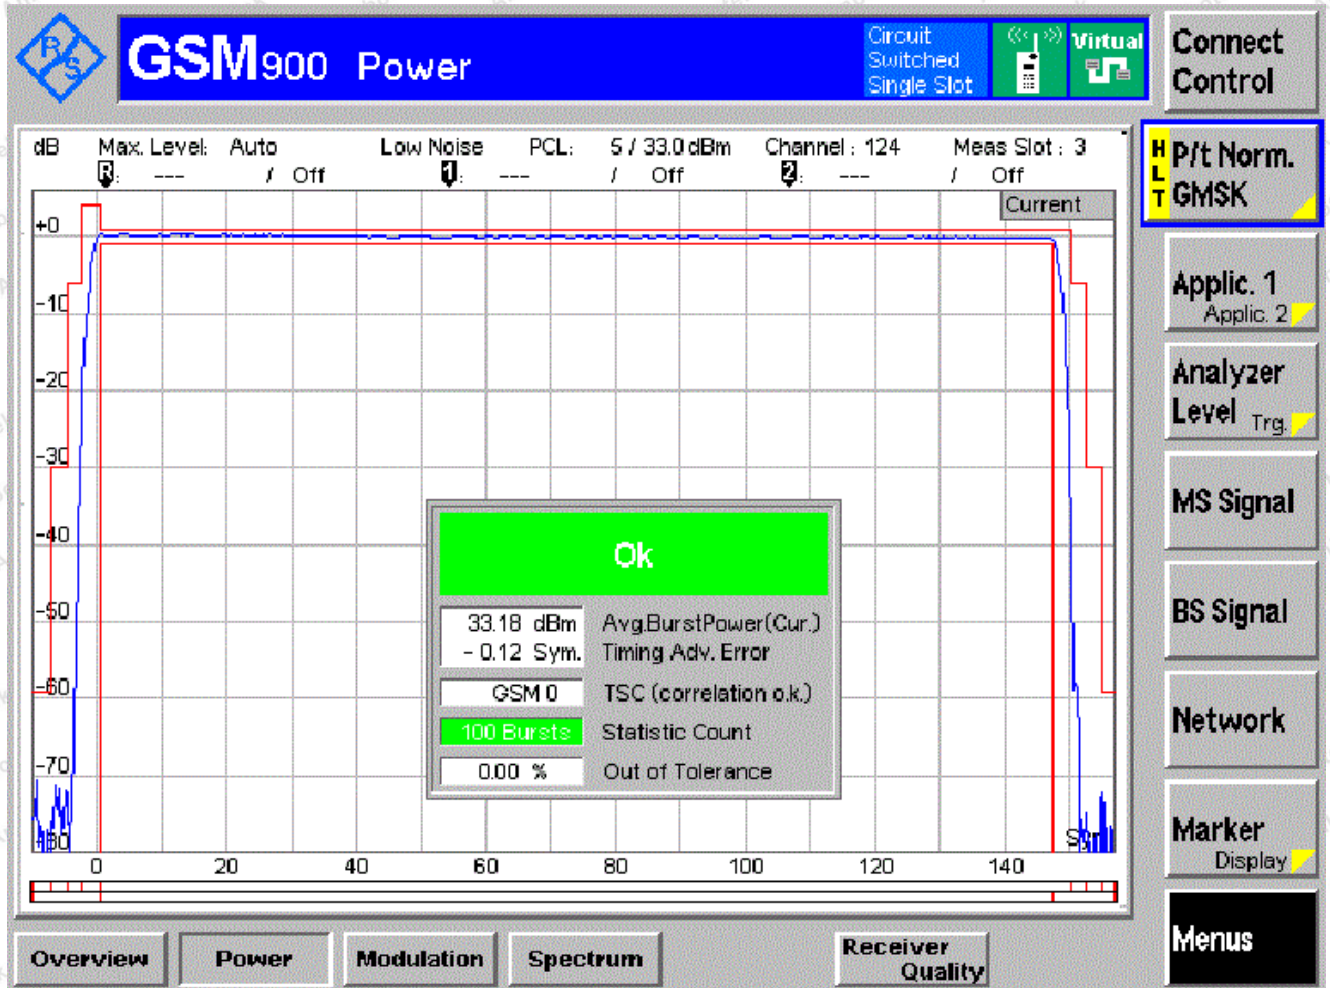 R S
GSM900 Power
Circuit
Switched
Single Slot
Virtual
Connect
Control
dB Max. Level: Auto Low Noise PCL: 5 / 33.0 dBm Channel : 124 Meas Slot : 3
R: --- / Off 1: --- / Off 2: --- / Off
Current
+0
-10
-20
-30
-40
-50
-60
-70
-80
Sym
0 20 40 60 80 100 120 140
Ok
33.18 dBm Avg.BurstPower(Cur.)
- 0.12 Sym. Timing Adv. Error
GSM 0 TSC (correlation o.k.)
100 Bursts Statistic Count
0.00 % Out of Tolerance
HLT
P/t Norm.
GMSK
Applic. 1
Applic. 2
Analyzer
Level Trg.
MS Signal
BS Signal
Network
Marker
Display
Menus
Overview Power Modulation Spectrum Receiver
Quality